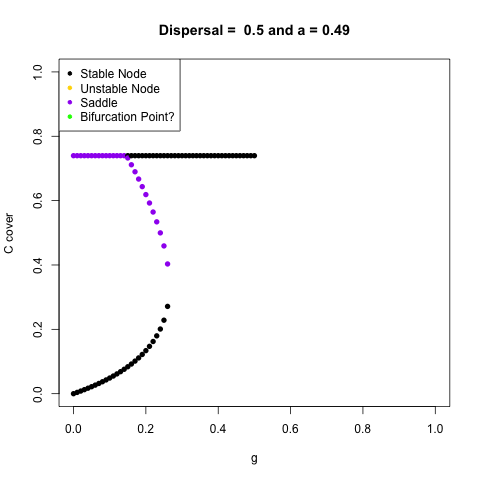 Dispersal =  0.5 and a = 0.49
Stable Node
Unstable Node
Saddle
Bifurcation Point?
C cover
1.0
0.8
0.6
0.4
0.2
0.0
0.0 0.2 0.4 0.6 0.8 1.0
g